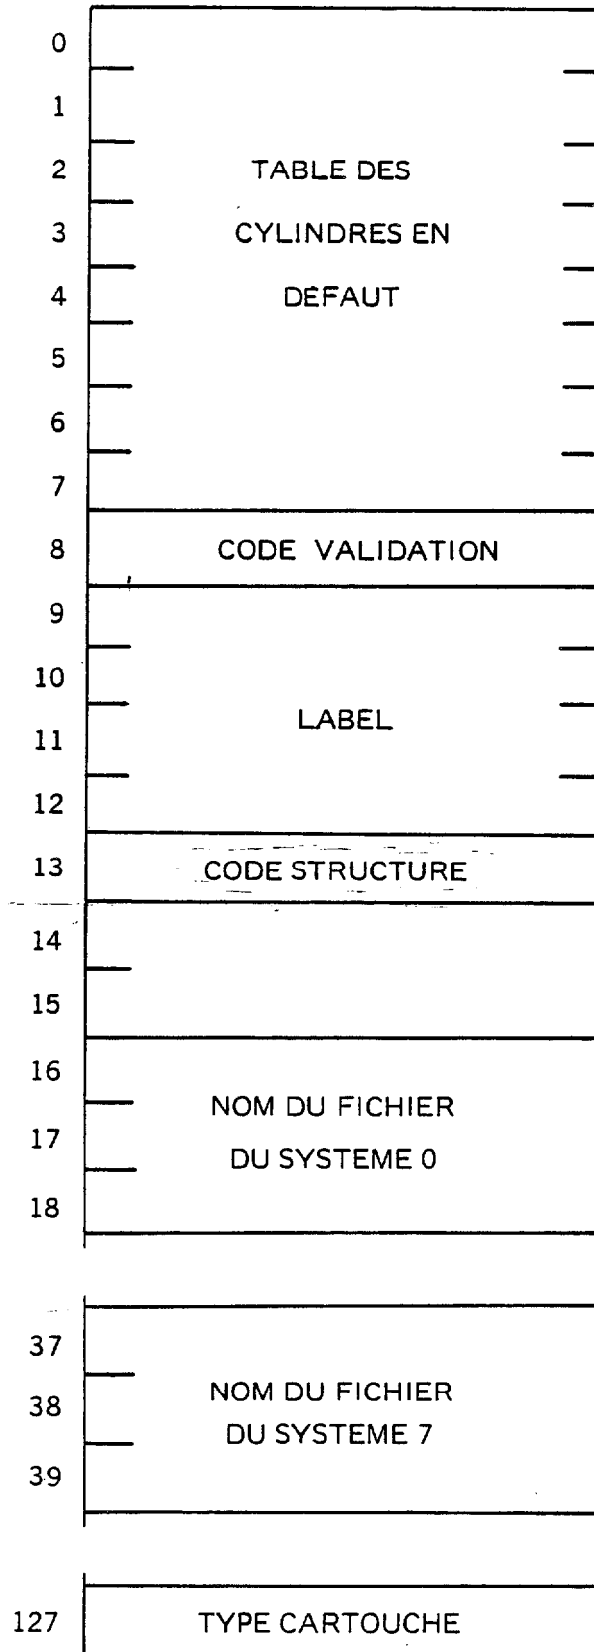 0
1
2 TABLE DES
3 CYLINDRES EN
4 DÉFAUT
5
6
7
8 CODE VALIDATION
9
10
11 LABEL
12
13 CODE STRUCTURE
14
15
16
NOM DU FICHIER
17
DU SYSTÈME 0
18
37
38 NOM DU FICHIER
DU SYSTEME 7
39
127 TYPE CARTOUCHE